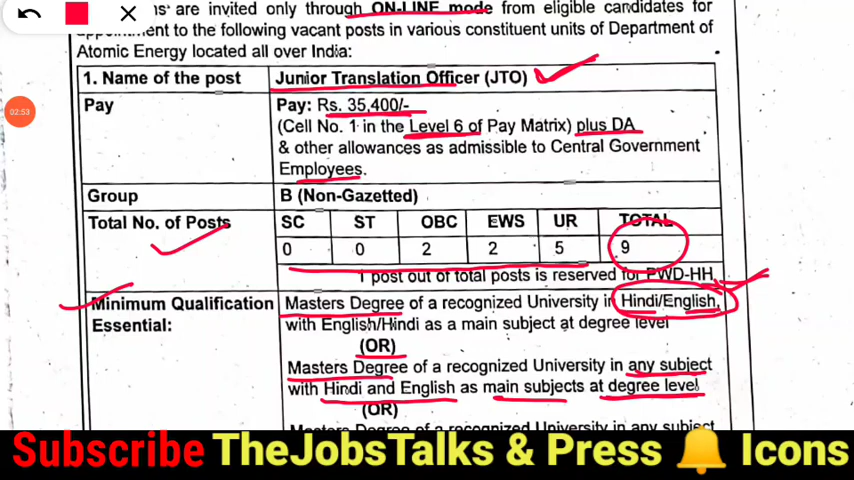 ns are invited only through ON-LINE mode from eligible candidates for
ment to the following vacant posts in various constituent units of Department of
Atomic Energy located all over India:
1. Name of the post Junior Translation Officer (JTO)
Pay Pay: Rs. 35,400/-
(Cell No. 1 in the Level 6 of Pay Matrix) plus DA
& other allowances as admissible to Central Government
Employees.
Group B (Non-Gazetted)
Total No. of Posts SC ST OBC EWS UR TOTAL
0 0 2 2 5 9
1 post out of total posts is reserved for PWD-HH
Minimum Qualification Masters Degree of a recognized University in Hindi/English,
Essential: with English/Hindi as a main subject at degree level
(OR)
Masters Degree of a recognized University in any subject
with Hindi and English as main subjects at degree level
(OR)
02:53
Subscribe TheJobsTalks & Press 🔔 Icons